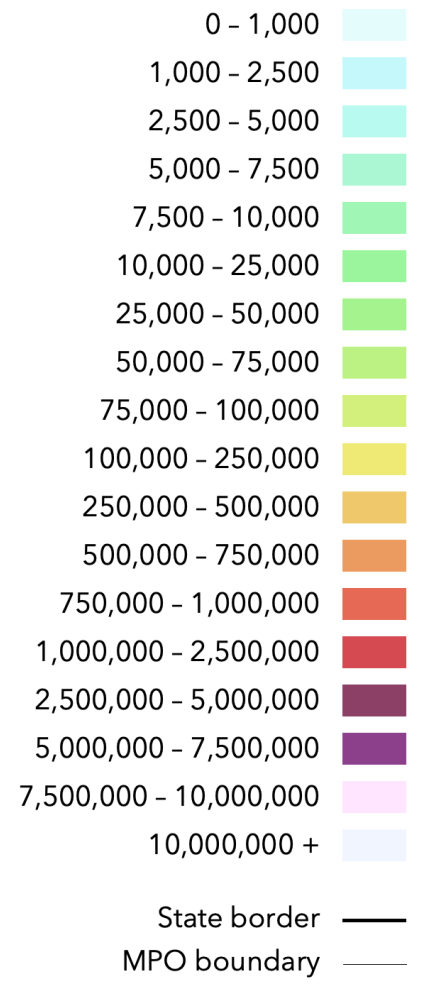 0 – 1,000
1,000 – 2,500
2,500 – 5,000
5,000 – 7,500
7,500 – 10,000
10,000 – 25,000
25,000 – 50,000
50,000 – 75,000
75,000 – 100,000
100,000 – 250,000
250,000 – 500,000
500,000 – 750,000
750,000 – 1,000,000
1,000,000 – 2,500,000
2,500,000 – 5,000,000
5,000,000 – 7,500,000
7,500,000 – 10,000,000
10,000,000 +
State border
MPO boundary